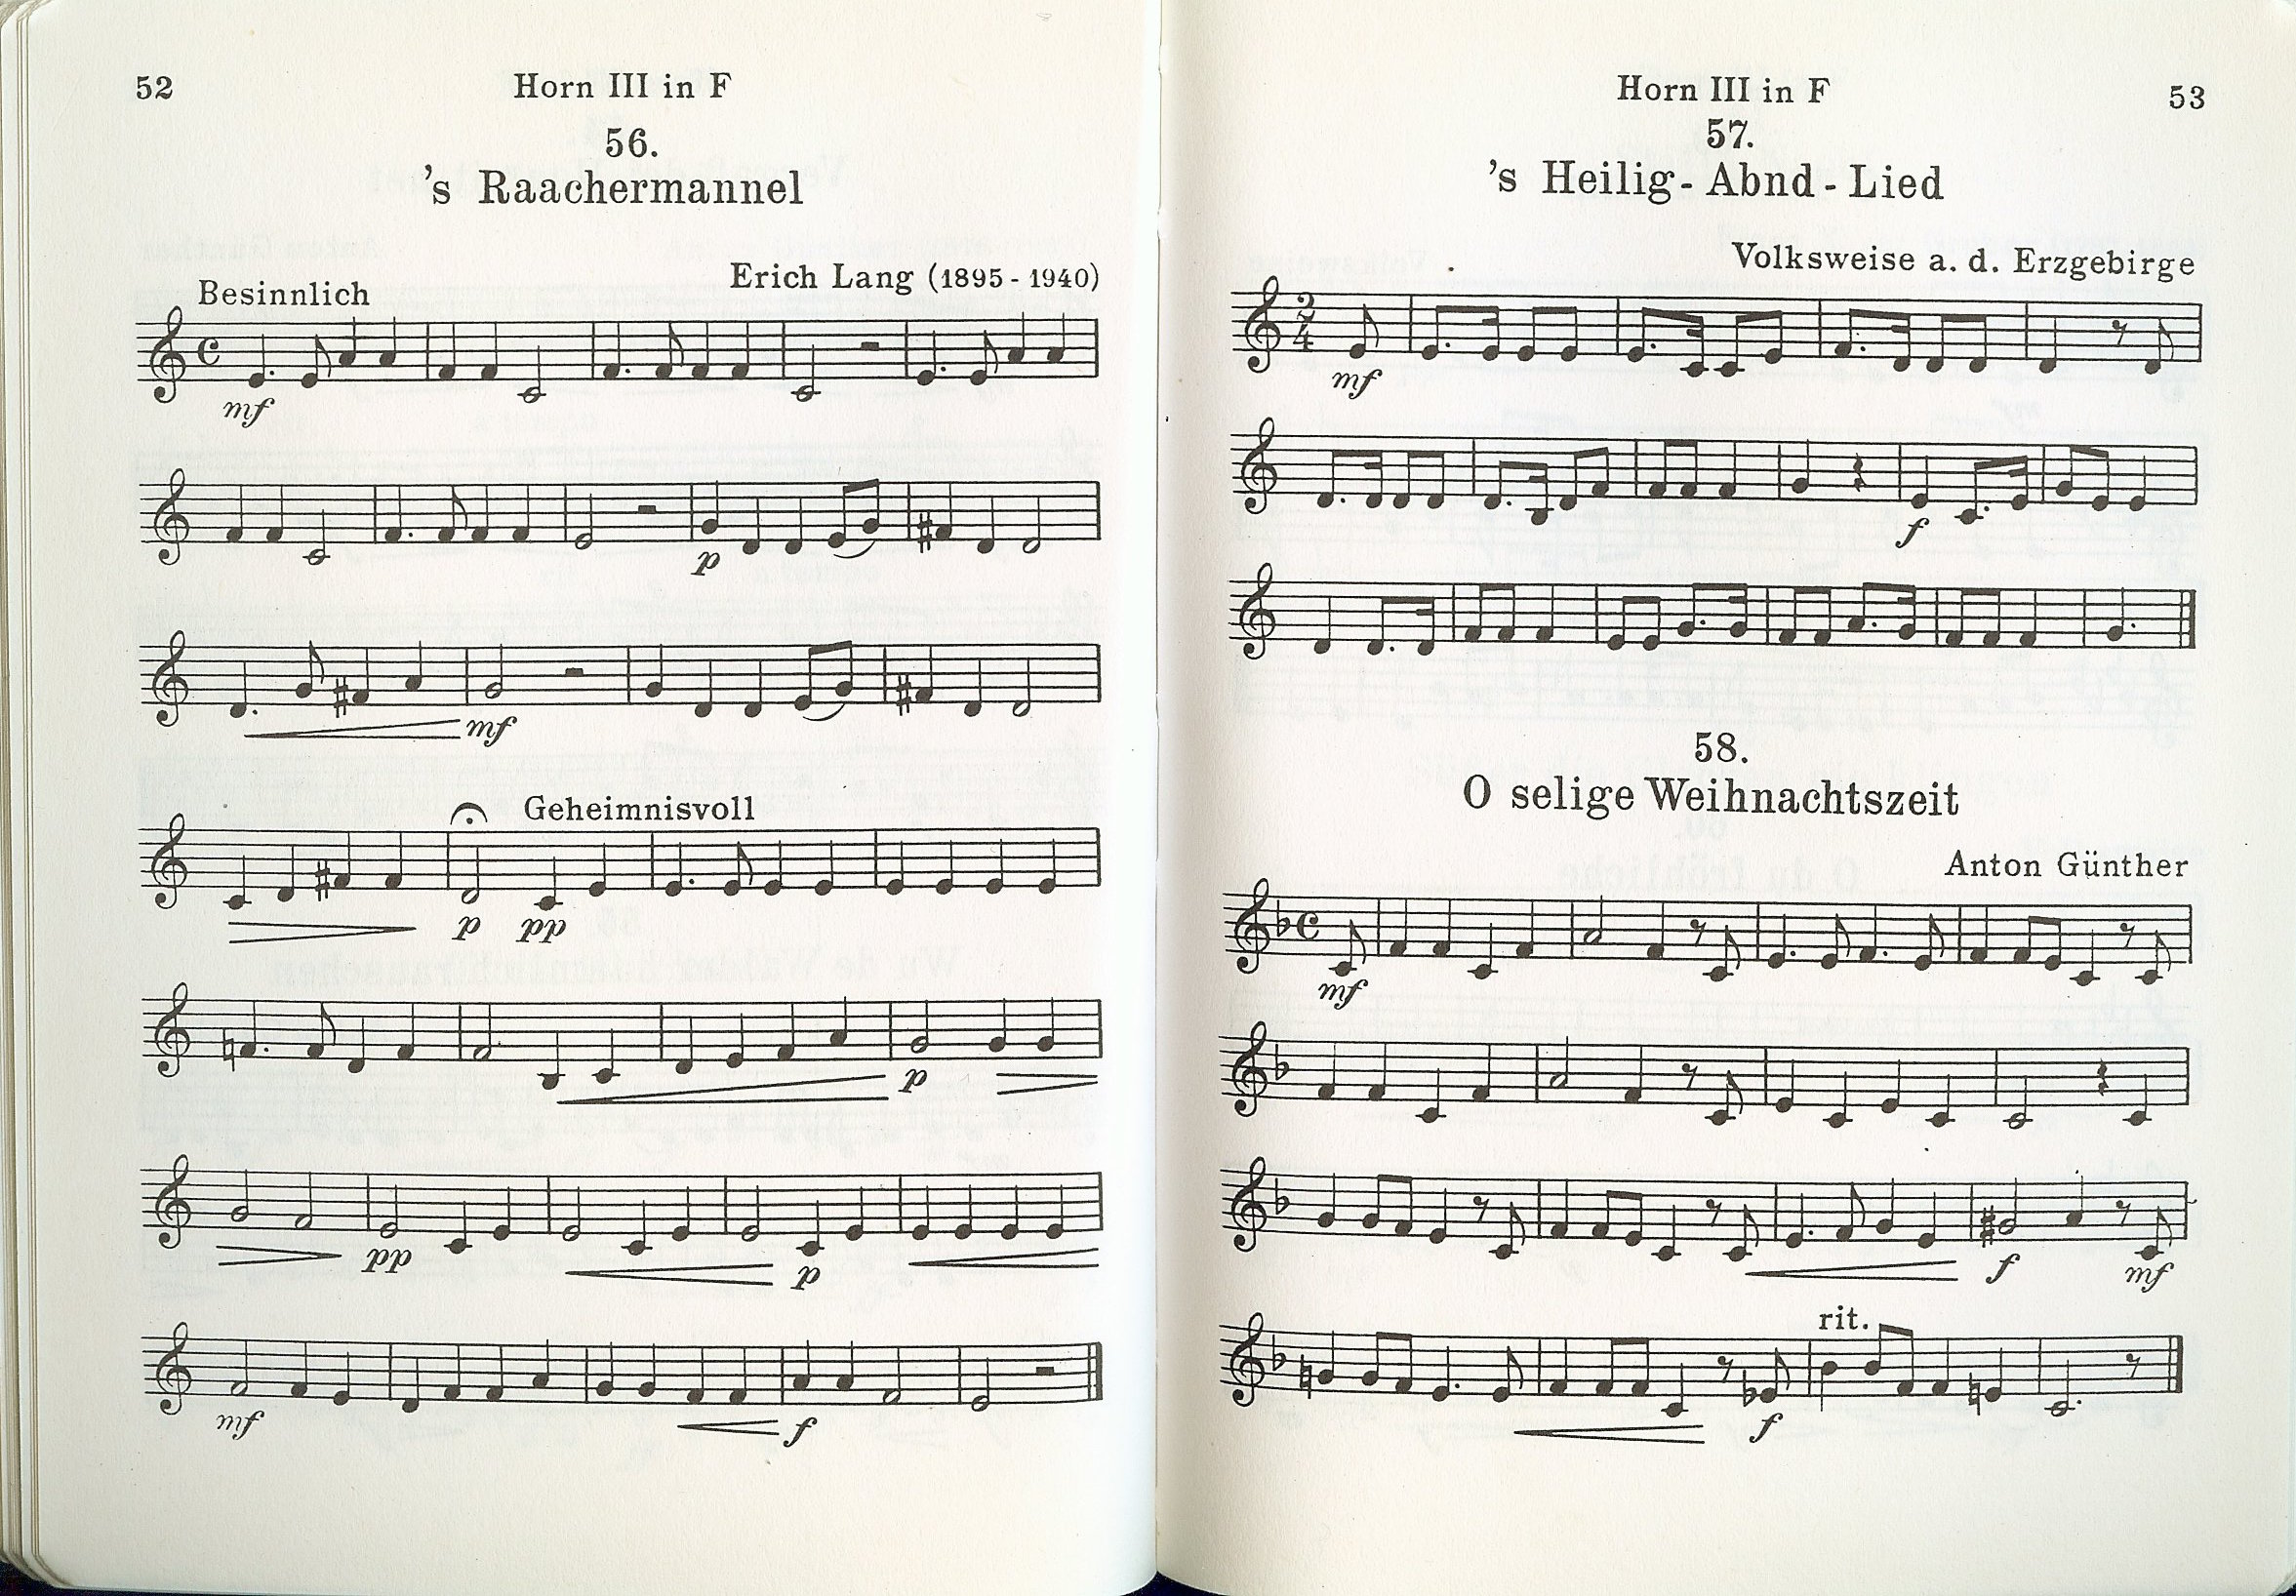 52
Horn III in F
56.
's Raachermannel
Erich Lang (1895 - 1940)
Besinnlich
mf
p
mf
Geheimnisvoll
p pp
p
pp p
mf f
Horn III in F
53
57.
's Heilig- Abnd - Lied
Volksweise a. d. Erzgebirge
2
4
mf
f
58.
O selige Weihnachtszeit
Anton Günther
mf
f mf
rit.
f